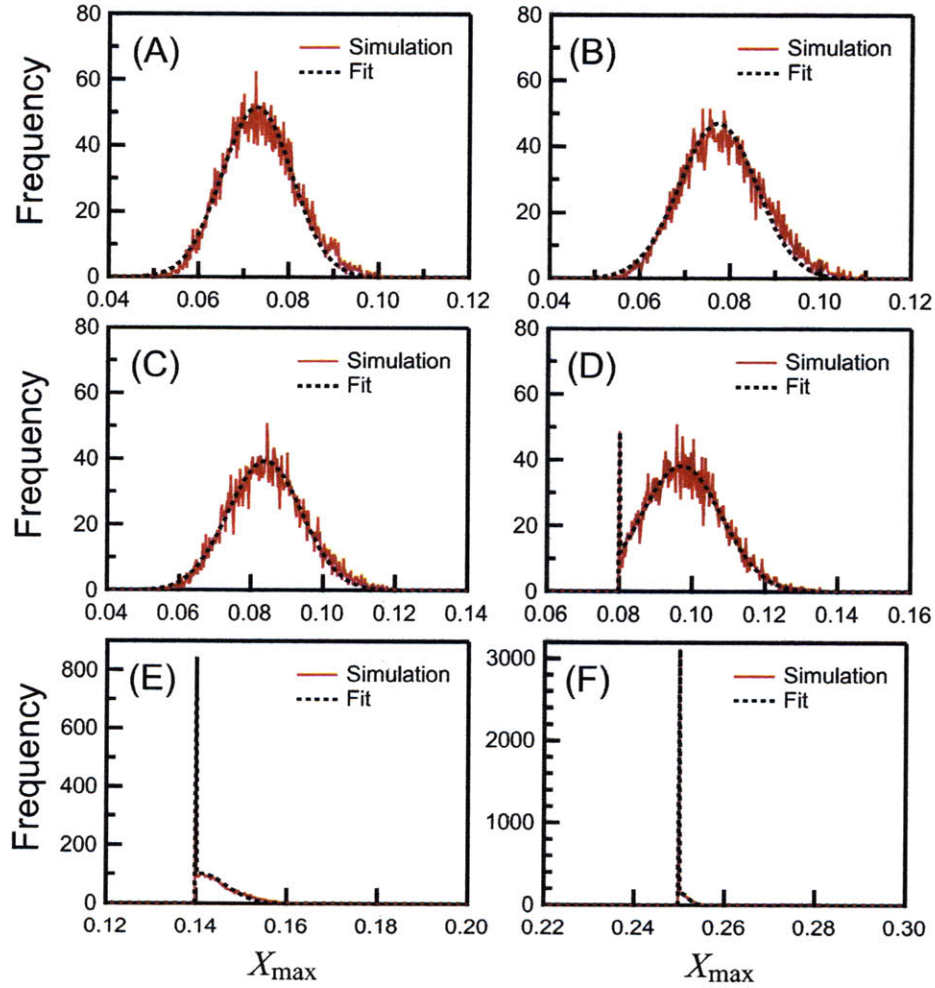 (A)
Simulation
Fit
Frequency
80
60
40
20
0
0.04 0.06 0.08 0.10 0.12
(B)
Simulation
Fit
80
60
40
20
0
0.04 0.06 0.08 0.10 0.12
(C)
Simulation
Fit
Frequency
80
60
40
20
0
0.04 0.06 0.08 0.10 0.12 0.14
(D)
Simulation
Fit
80
60
40
20
0
0.06 0.08 0.10 0.12 0.14 0.16
(E)
Simulation
Fit
Frequency
800
600
400
200
0
0.12 0.14 0.16 0.18 0.20
Xmax
(F)
Simulation
Fit
3000
2000
1000
0
0.22 0.24 0.26 0.28 0.30
Xmax